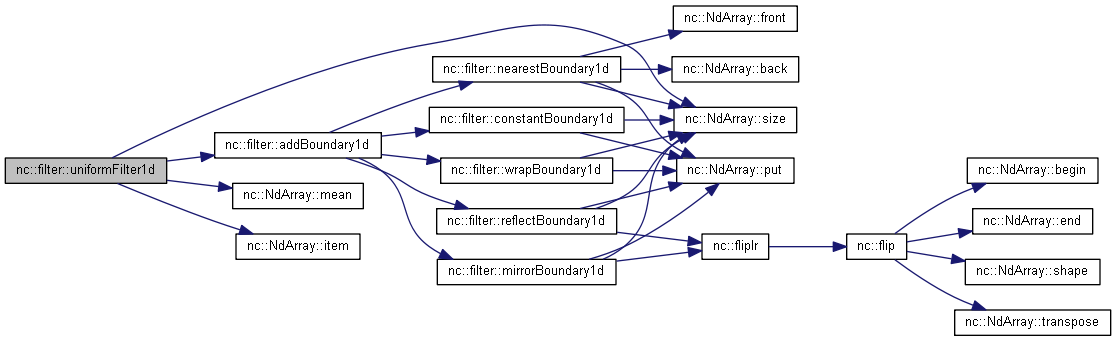 nc::filter::uniformFilter1d
nc::filter::addBoundary1d
nc::NdArray::mean
nc::NdArray::item
nc::filter::nearestBoundary1d
nc::filter::constantBoundary1d
nc::filter::wrapBoundary1d
nc::filter::reflectBoundary1d
nc::filter::mirrorBoundary1d
nc::NdArray::front
nc::NdArray::back
nc::NdArray::size
nc::NdArray::put
nc::fliplr
nc::flip
nc::NdArray::begin
nc::NdArray::end
nc::NdArray::shape
nc::NdArray::transpose